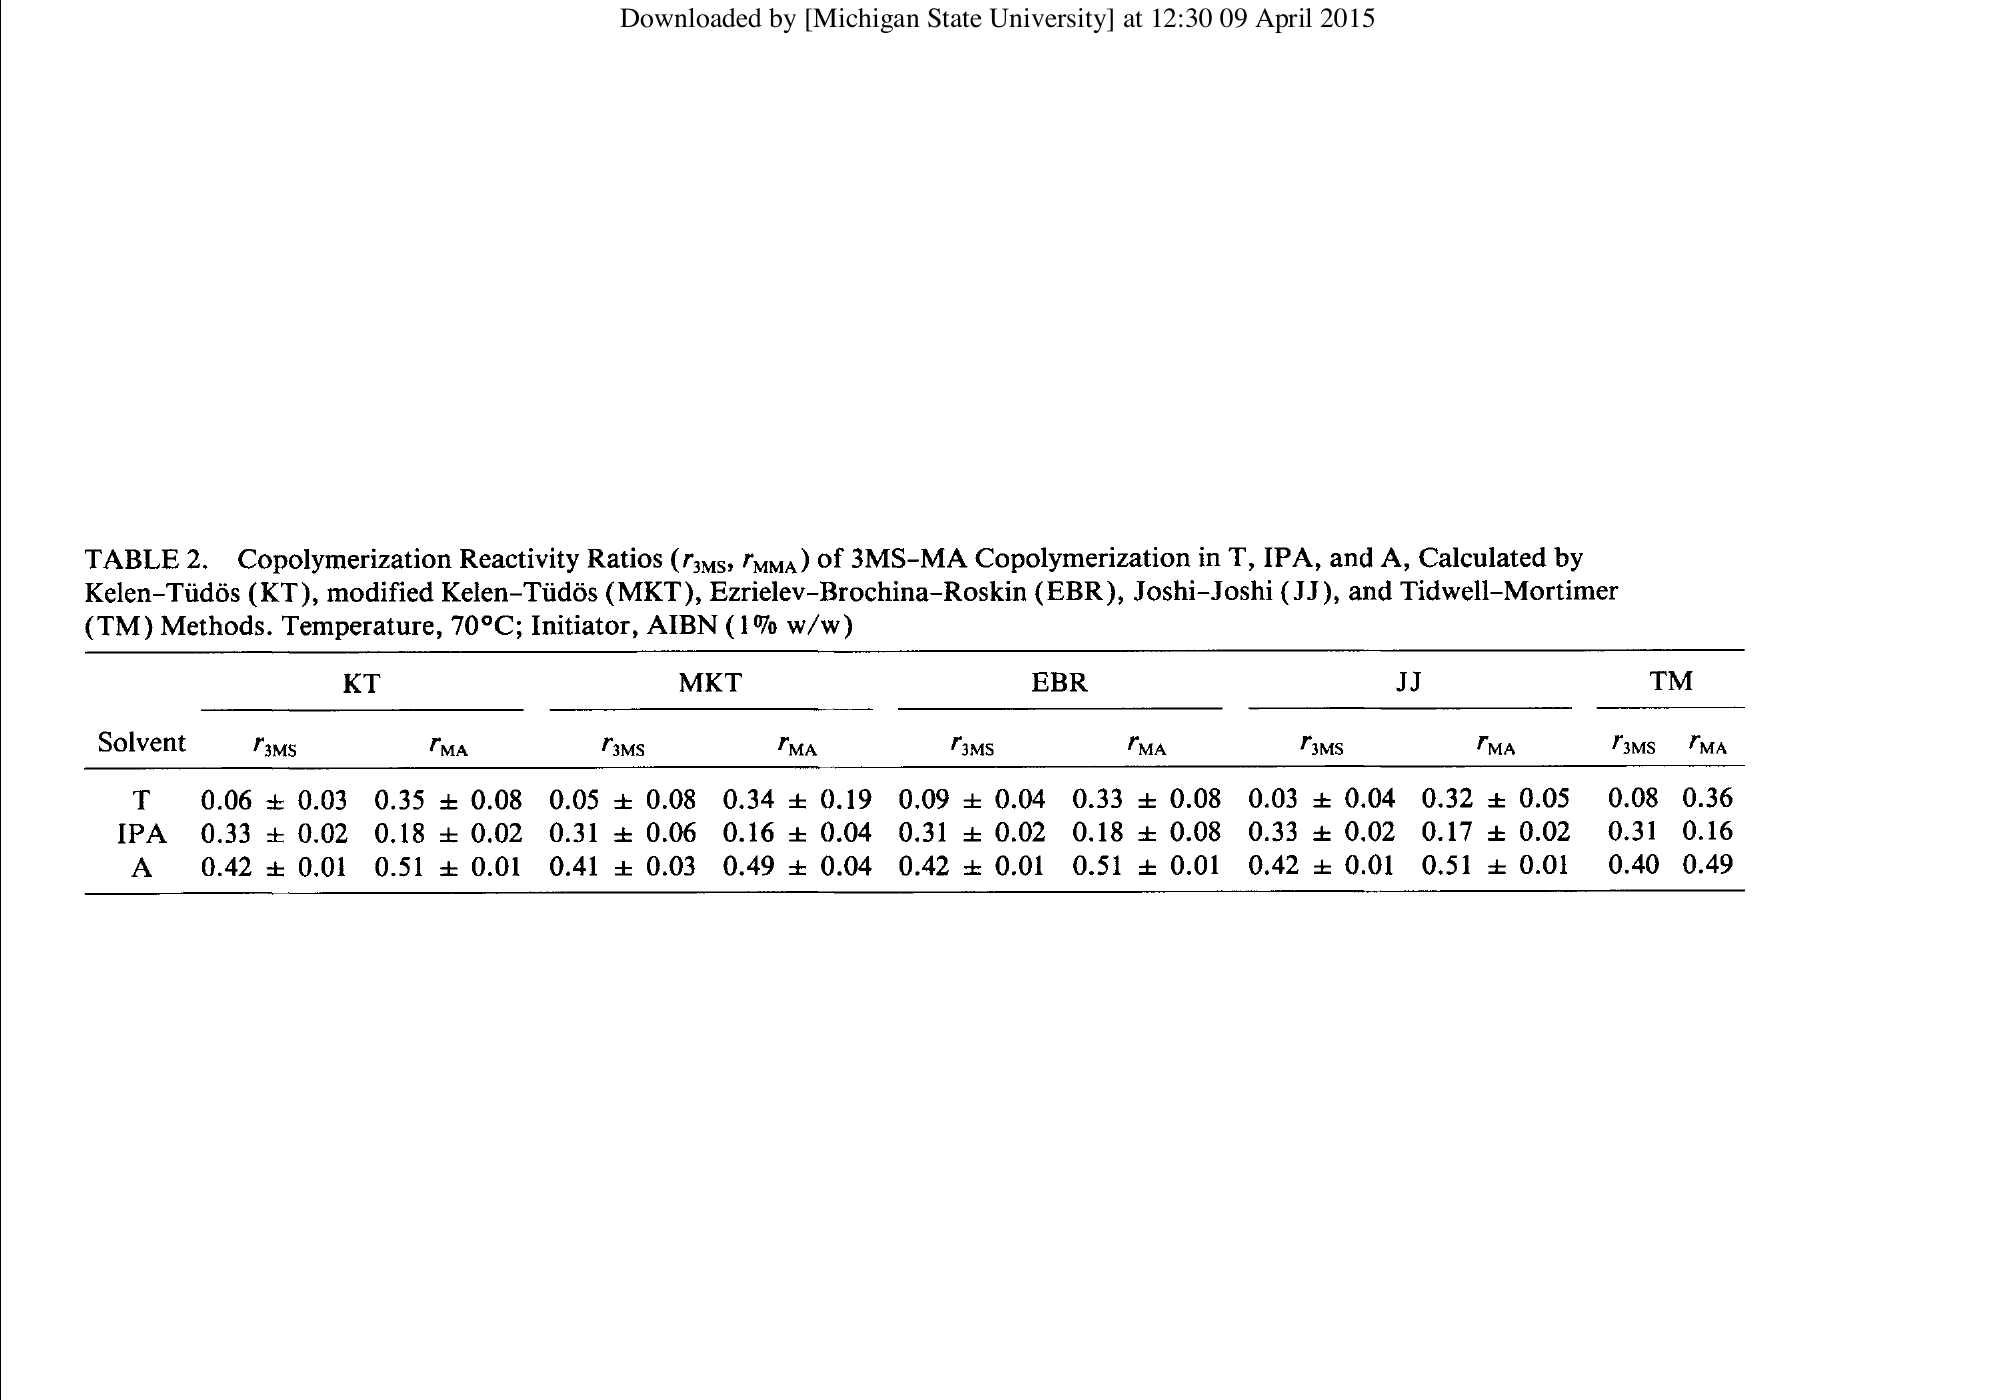 Downloaded by [Michigan State University] at 12:30 09 April 2015
TABLE 2. Copolymerization Reactivity Ratios (r3MS, rMMA) of 3MS–MA Copolymerization in T, IPA, and A, Calculated by
Kelen–Tüdös (KT), modified Kelen–Tüdös (MKT), Ezrielev–Brochina–Roskin (EBR), Joshi–Joshi (JJ), and Tidwell–Mortimer
(TM) Methods. Temperature, 70°C; Initiator, AIBN (1% w/w)
KT MKT EBR JJ TM
Solvent r3MS rMA r3MS rMA r3MS rMA r3MS rMA r3MS rMA
T 0.06 ± 0.03 0.35 ± 0.08 0.05 ± 0.08 0.34 ± 0.19 0.09 ± 0.04 0.33 ± 0.08 0.03 ± 0.04 0.32 ± 0.05 0.08 0.36
IPA 0.33 ± 0.02 0.18 ± 0.02 0.31 ± 0.06 0.16 ± 0.04 0.31 ± 0.02 0.18 ± 0.08 0.33 ± 0.02 0.17 ± 0.02 0.31 0.16
A 0.42 ± 0.01 0.51 ± 0.01 0.41 ± 0.03 0.49 ± 0.04 0.42 ± 0.01 0.51 ± 0.01 0.42 ± 0.01 0.51 ± 0.01 0.40 0.49